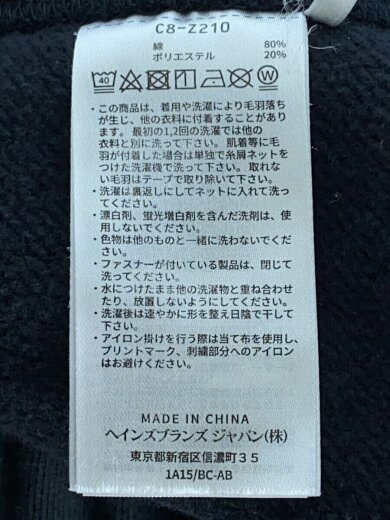 C8-Z210
綿 80%
ポリエステル 20%
40 W
・この商品は、着用や洗濯により毛羽落ち
が生じ、他の衣料に付着することがあり
ます。最初の1,2回の洗濯では他の
衣料と別に洗って下さい。肌着等に毛
羽が付着した場合は単独で糸屑ネットを
つけた洗濯機で洗って下さい。取れな
い毛羽はテープで取り除いて下さい。
・洗濯は裏返しにしてネットに入れて洗っ
てください。
・漂白剤、蛍光増白剤を含んだ洗剤は、使
用しないでください。
・色物は他のものと一緒に洗わないでくだ
さい。
・ファスナーが付いている製品は、閉じて
洗ってください。
・水につけたまま他の洗濯物と重ね合わせ
たり、放置しないようにしてください。
・洗濯後は速やかに形を整え日陰で干して
下さい。
・アイロン掛けを行う際は当て布を使用し、
プリントマーク、刺繍部分へのアイロン
はお避けください。
MADE IN CHINA
ヘインズブランズ ジャパン(株)
東京都新宿区信濃町35
1A15/BC-AB